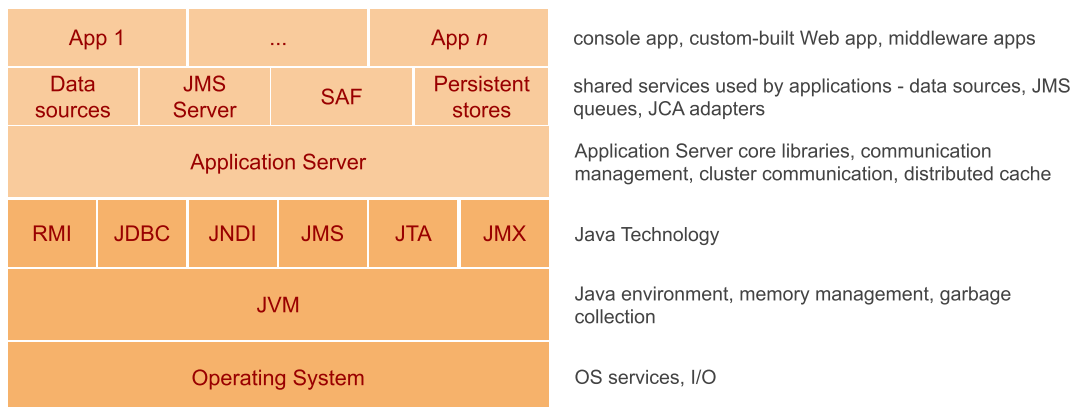 App 1
...
App n
console app, custom-built Web app, middleware apps
Data
sources
JMS
Server
SAF
Persistent
stores
shared services used by applications - data sources, JMS
queues, JCA adapters
Application Server
Application Server core libraries, communication
management, cluster communication, distributed cache
RMI
JDBC
JNDI
JMS
JTA
JMX
Java Technology
JVM
Java environment, memory management, garbage
collection
Operating System
OS services, I/O